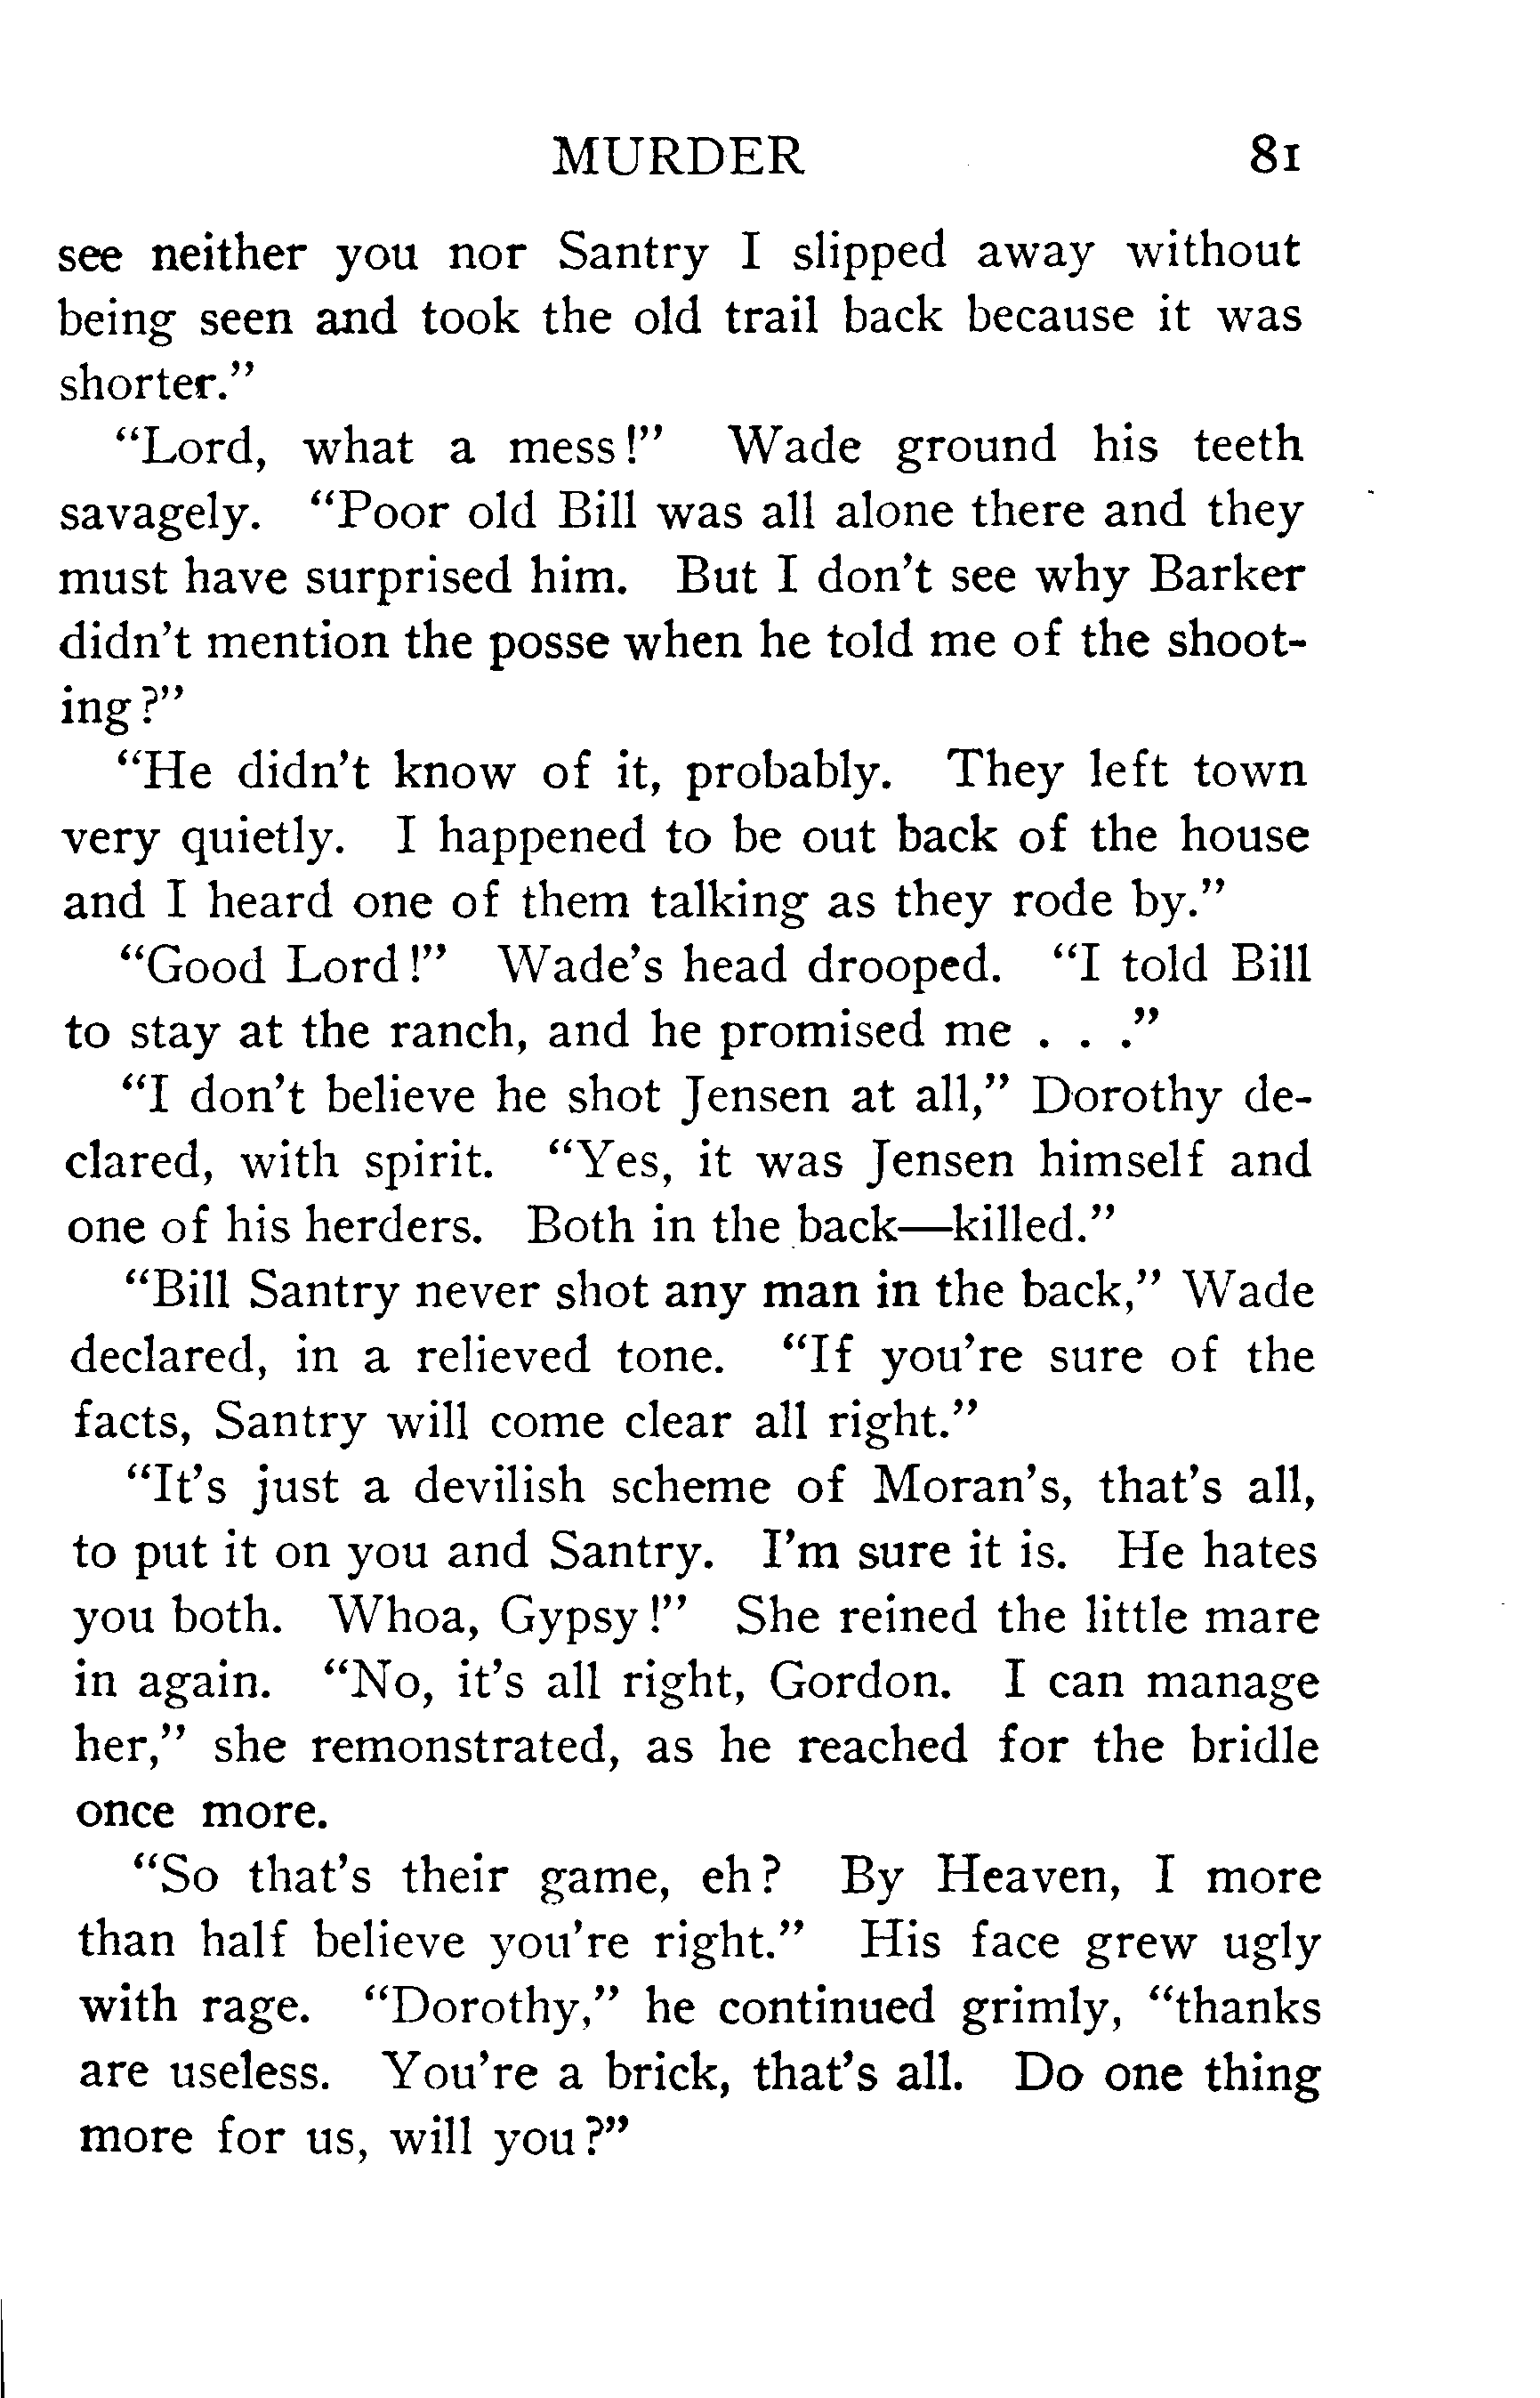 MURDER 81
see neither you nor Santry I slipped away without
being seen and took the old trail back because it was
shorter."
"Lord, what a mess!" Wade ground his teeth
savagely. "Poor old Bill was all alone there and they
must have surprised him. But I don't see why Barker
didn't mention the posse when he told me of the shoot-
ing?"
"He didn't know of it, probably. They left town
very quietly. I happened to be out back of the house
and I heard one of them talking as they rode by."
"Good Lord!" Wade's head drooped. "I told Bill
to stay at the ranch, and he promised me . . ."
"I don't believe he shot Jensen at all," Dorothy de-
clared, with spirit. "Yes, it was Jensen himself and
one of his herders. Both in the back—killed."
"Bill Santry never shot any man in the back," Wade
declared, in a relieved tone. "If you're sure of the
facts, Santry will come clear all right."
"It's just a devilish scheme of Moran's, that's all,
to put it on you and Santry. I'm sure it is. He hates
you both. Whoa, Gypsy!" She reined the little mare
in again. "No, it's all right, Gordon. I can manage
her," she remonstrated, as he reached for the bridle
once more.
"So that's their game, eh? By Heaven, I more
than half believe you're right." His face grew ugly
with rage. "Dorothy," he continued grimly, "thanks
are useless. You're a brick, that's all. Do one thing
more for us, will you?"